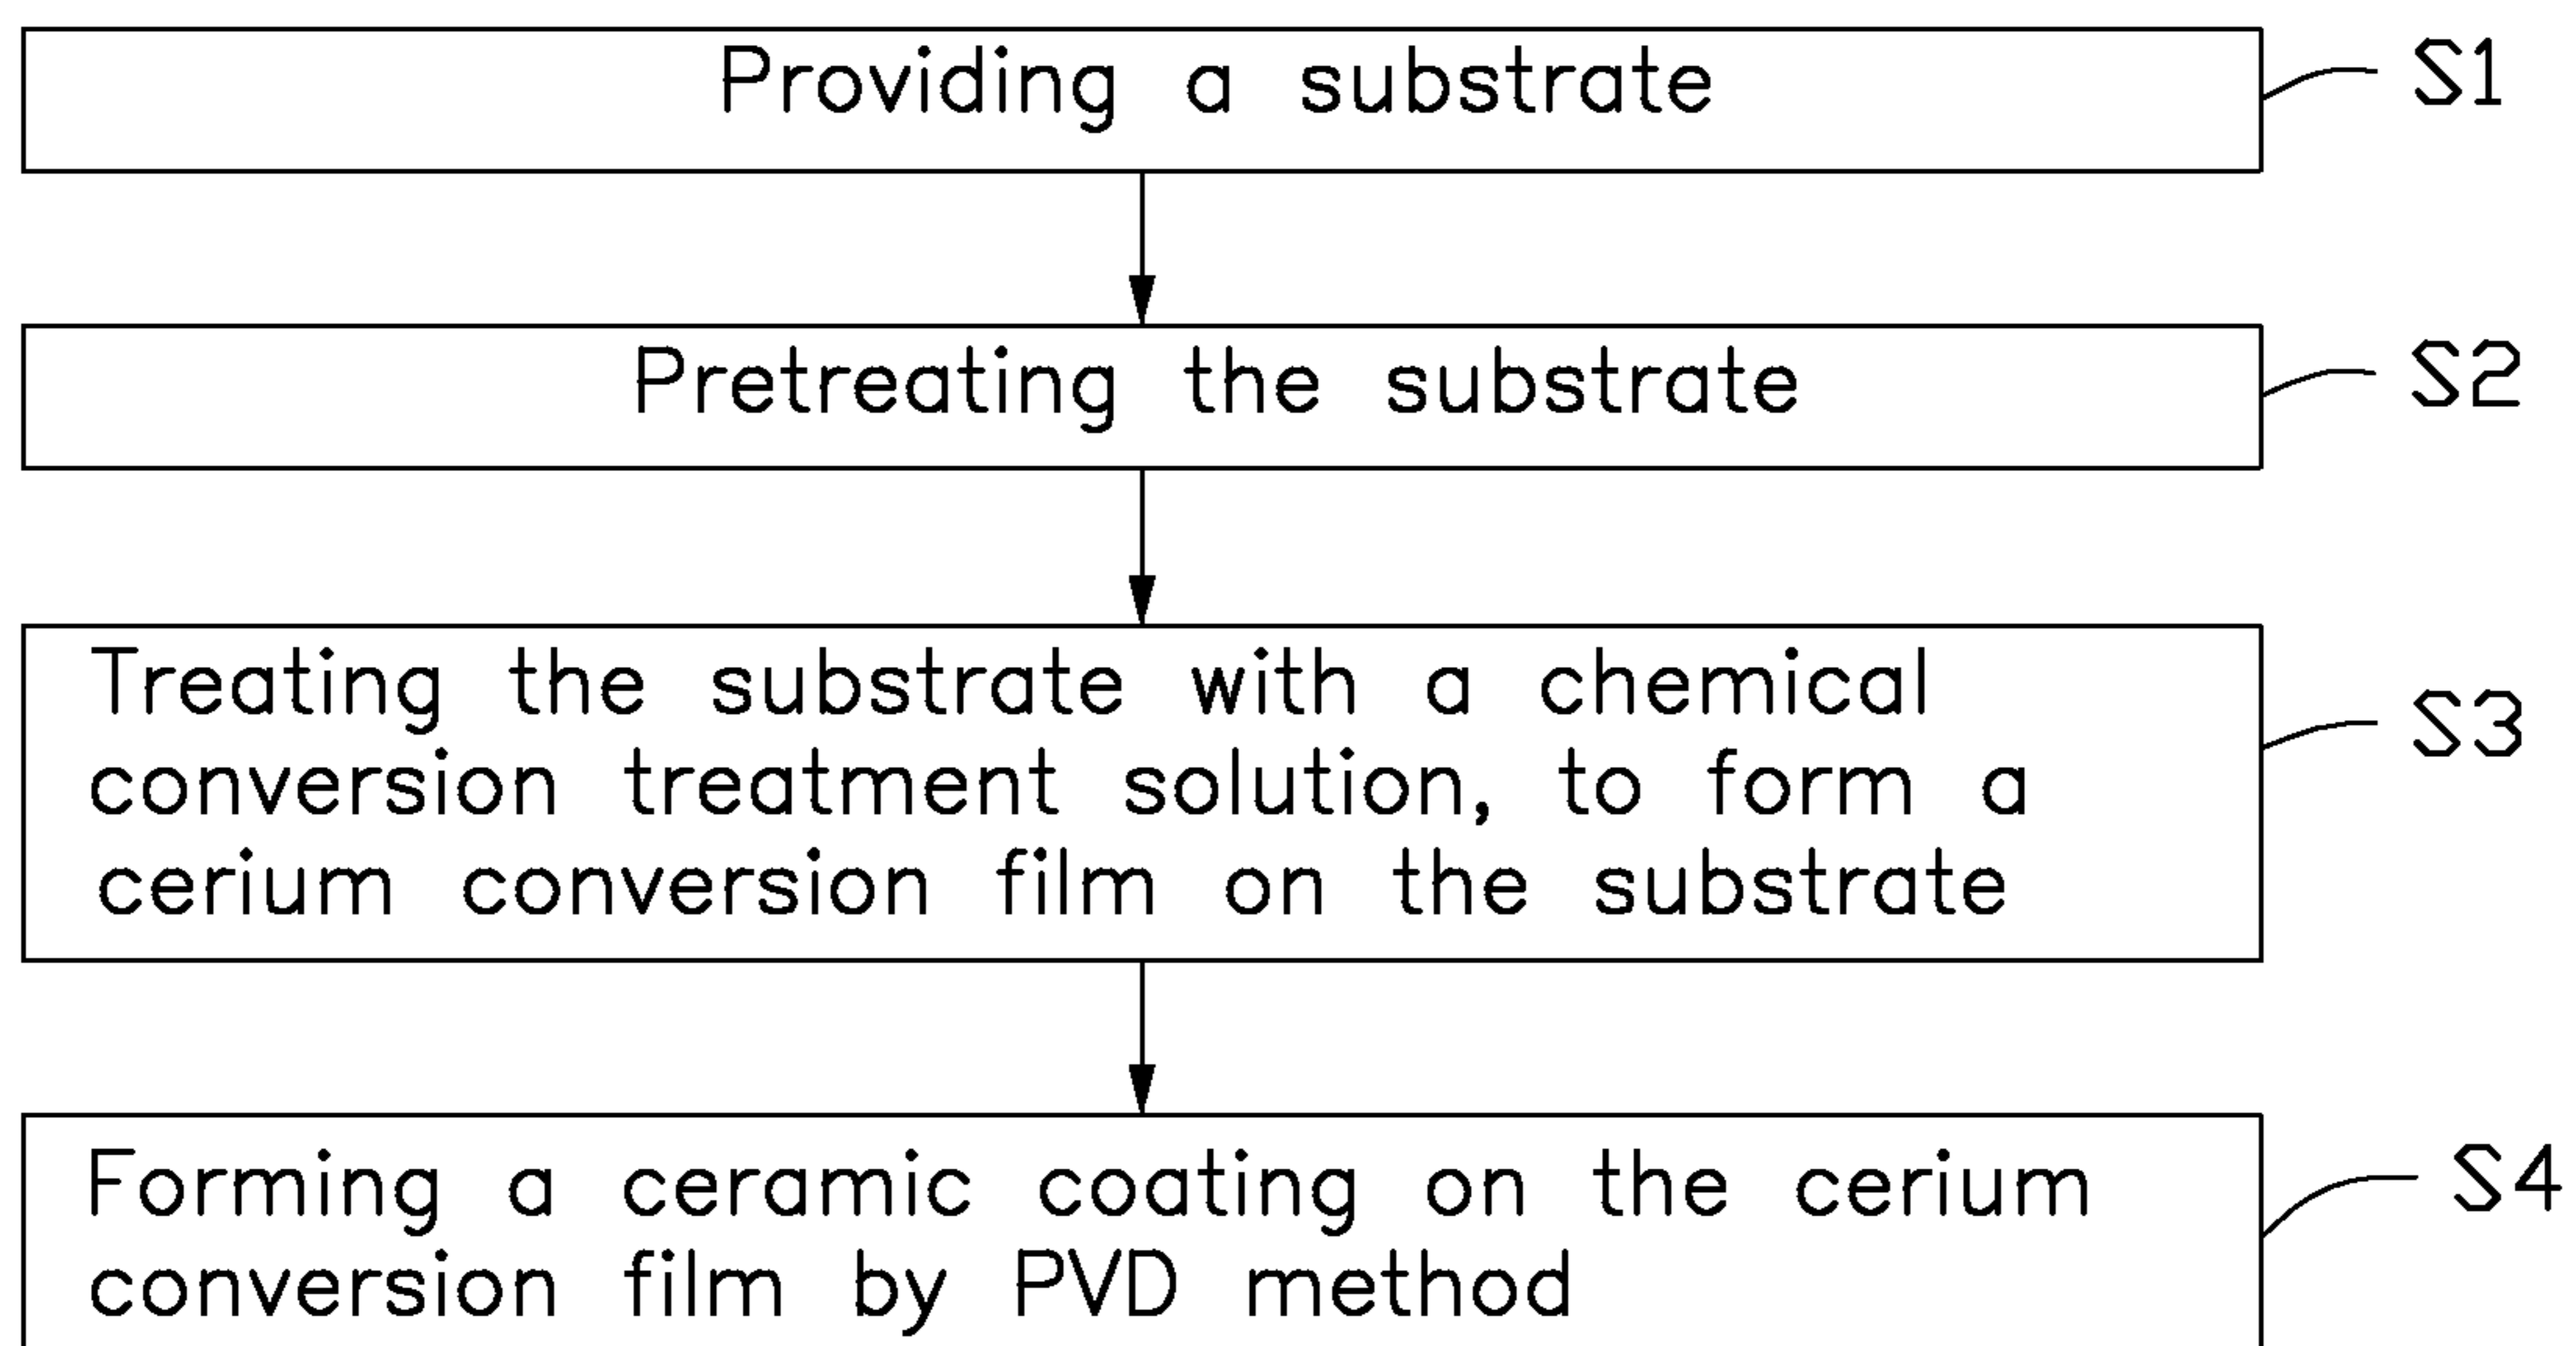 Providing a substrate
S1
Pretreating the substrate
S2
Treating the substrate with a chemical
conversion treatment solution, to form a
cerium conversion film on the substrate
S3
Forming a ceramic coating on the cerium
conversion film by PVD method
S4